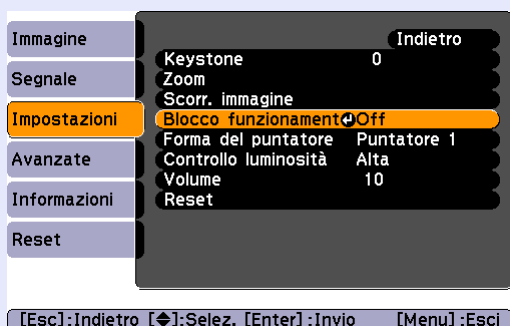 Immagine
Segnale
Impostazioni
Avanzate
Informazioni
Reset
Indietro
Keystone 0
Zoom
Scorr. immagine
Blocco funzionament Off
Forma del puntatore Puntatore 1
Controllo luminosità Alta
Volume 10
Reset
[Esc]:Indietro [◆]:Selez. [Enter]:Invio [Menu]:Esci